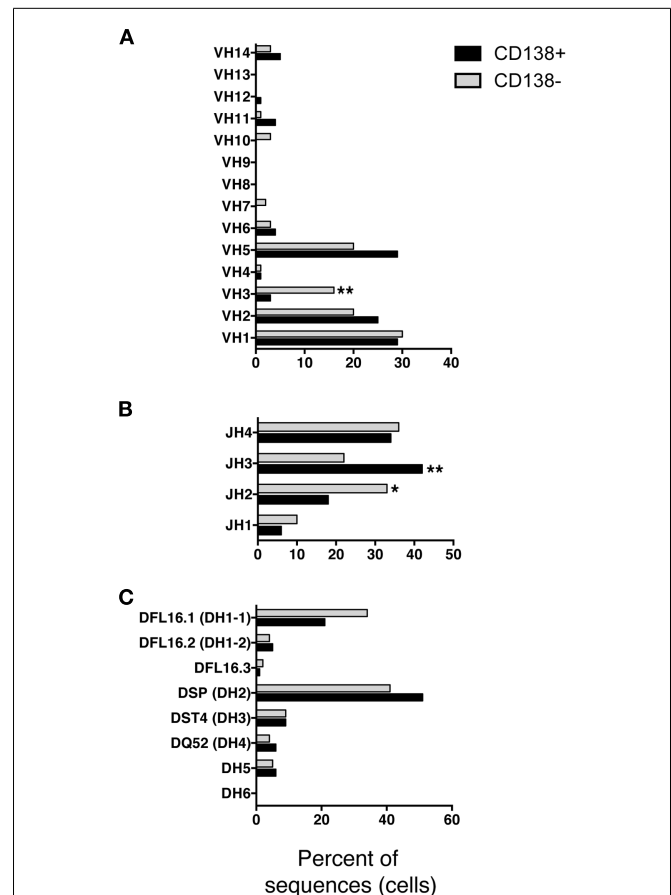 A
CD138+
CD138-
VH14
VH13
VH12
VH11
VH10
VH9
VH8
VH7
VH6
VH5
VH4
VH3 **
VH2
VH1
0 10 20 30 40
B
JH4
JH3 **
JH2 *
JH1
0 10 20 30 40 50
C
DFL16.1 (DH1-1)
DFL16.2 (DH1-2)
DFL16.3
DSP (DH2)
DST4 (DH3)
DQ52 (DH4)
DH5
DH6
0 20 40 60
Percent of
sequences (cells)